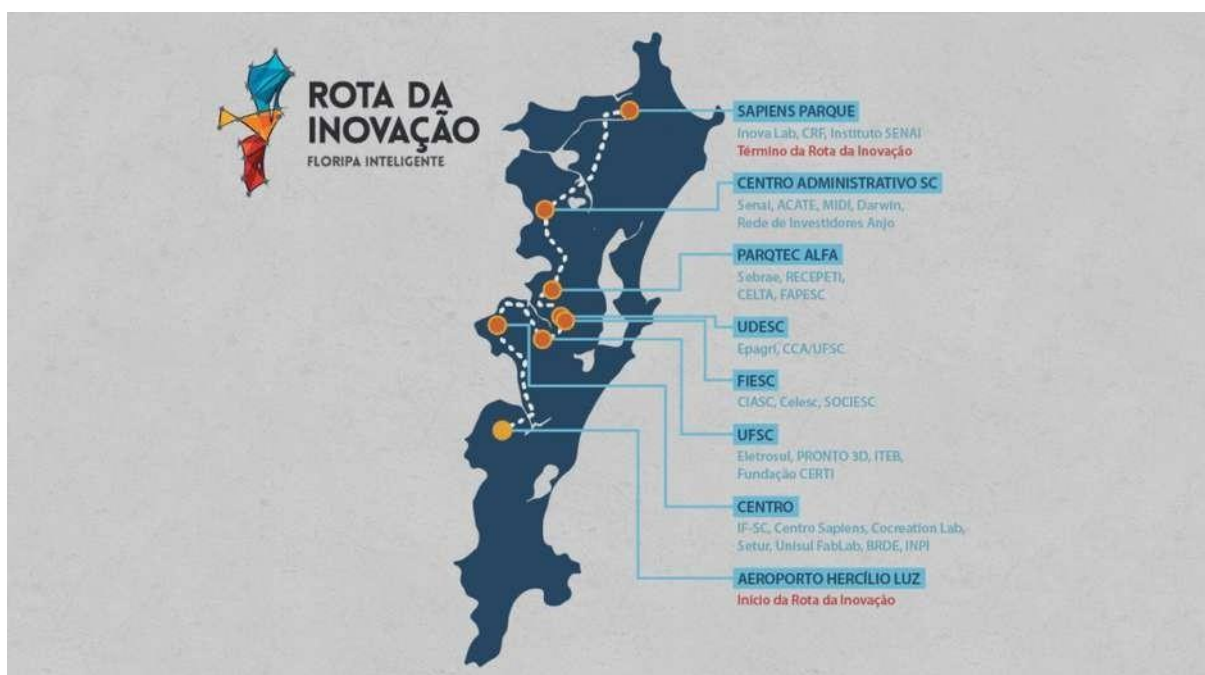 ROTA DA
INOVAÇÃO
FLORIPA INTELIGENTE
SAPIENS PARQUE
Inova Lab, CRF, Instituto SENAI
Término da Rota da Inovação
CENTRO ADMINISTRATIVO SC
Senai, ACATE, MIDI, Darwin,
Rede de Investidores Anjo
PARQTEC ALFA
Sebrae, RECEPETI,
CELTA, FAPESC
UDESC
Epagri, CCA/UFSC
FIESC
CIASC, Celesc, SOCIESC
UFSC
Eletrosul, PRONTO 3D, ITEB,
Fundação CERTI
CENTRO
IF-SC, Centro Sapiens, Cocreation Lab,
Setur, Unisul FabLab, BRDE, INPI
AEROPORTO HERCÍLIO LUZ
Início da Rota da Inovação